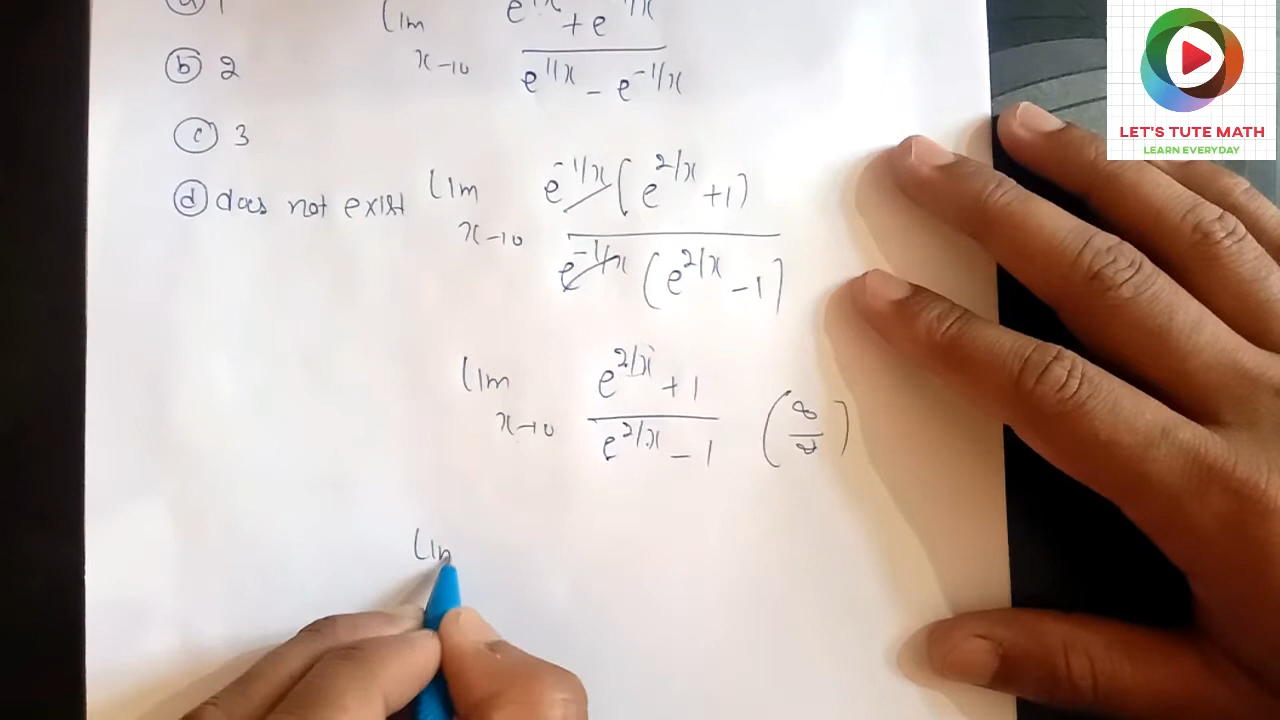 (a) 1
Lim e^1/x + e^-1/x
x→0 e^1/x - e^-1/x
(b) 2
(c) 3
(d) does not exist
Lim e^-1/x (e^2/x + 1)
x→0 e^-1/x (e^2/x - 1)
Lim e^2/x + 1
x→0 e^2/x - 1 (∞/∞)
Lim
LET'S TUTE MATH
LEARN EVERYDAY